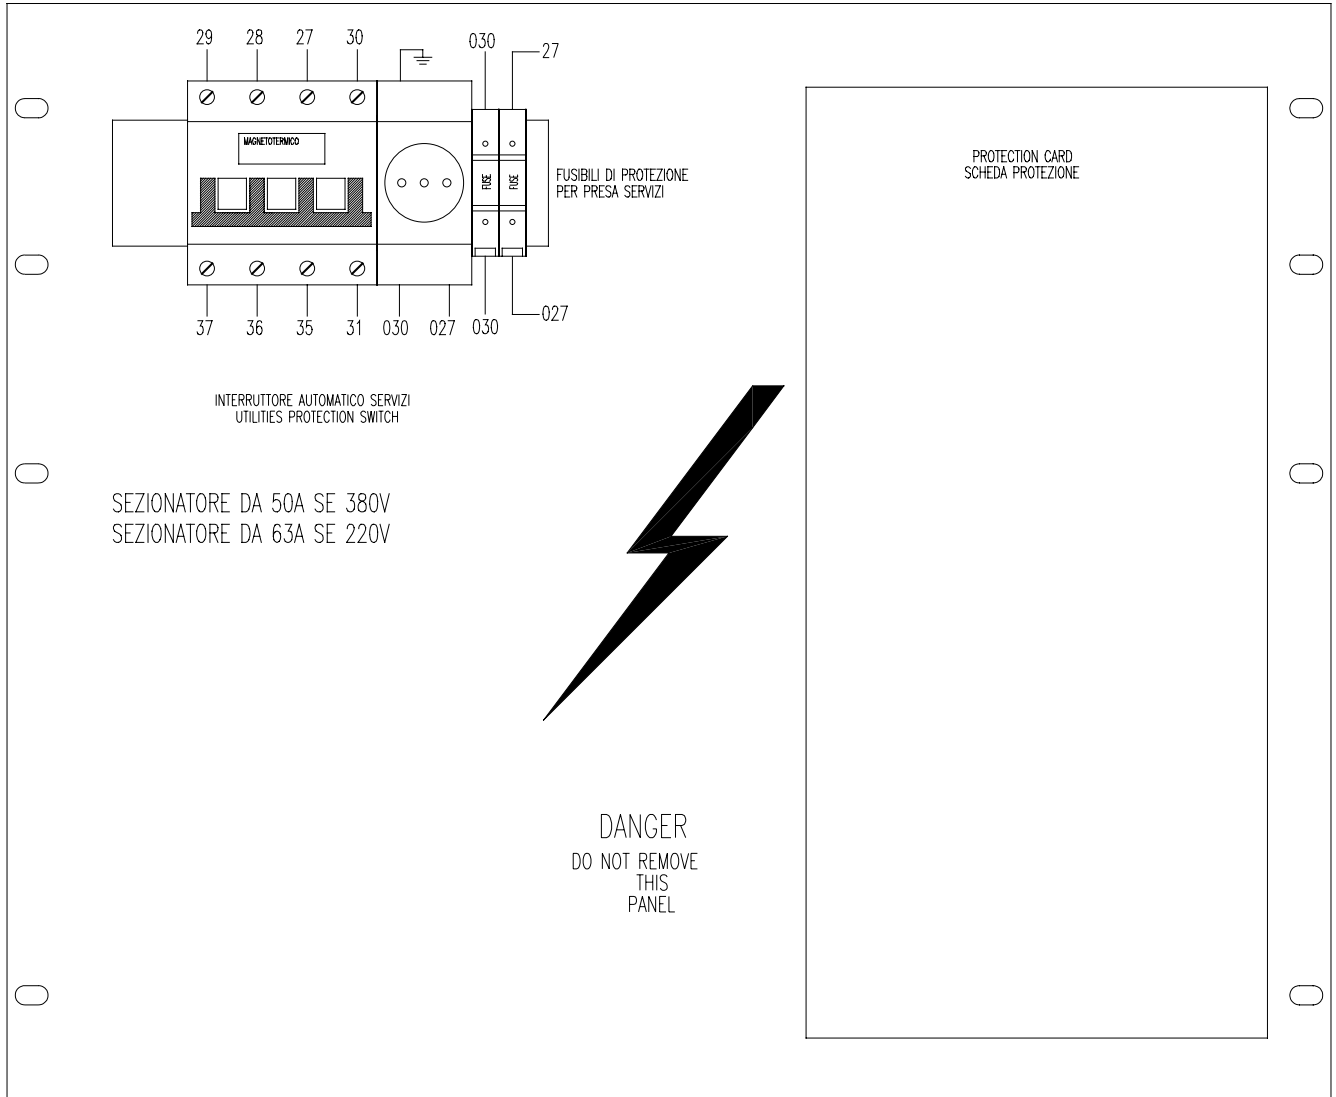 29 28 27 30
030
27
MAGNETOTERMICO
FUSE FUSE
FUSIBILI DI PROTEZIONE
PER PRESA SERVIZI
37 36 35 31 030 027 030
027
INTERRUTTORE AUTOMATICO SERVIZI
UTILITIES PROTECTION SWITCH
SEZIONATORE DA 50A SE 380V
SEZIONATORE DA 63A SE 220V
DANGER
DO NOT REMOVE
THIS
PANEL
PROTECTION CARD
SCHEDA PROTEZIONE